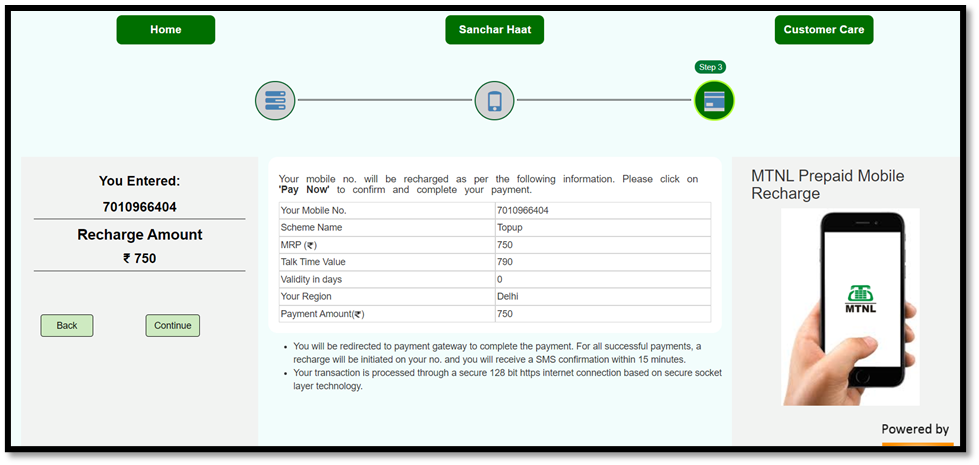 Home
Sanchar Haat
Customer Care
Step 3
You Entered:
7010966404
Recharge Amount
₹ 750
Back
Continue
Your mobile no. will be recharged as per the following information. Please click on
'Pay Now' to confirm and complete your payment.
Your Mobile No. 7010966404
Scheme Name Topup
MRP (₹) 750
Talk Time Value 790
Validity in days 0
Your Region Delhi
Payment Amount(₹) 750
• You will be redirected to payment gateway to complete the payment. For all successful payments, a
recharge will be initiated on your no. and you will receive a SMS confirmation within 15 minutes.
• Your transaction is processed through a secure 128 bit https internet connection based on secure socket
layer technology.
MTNL Prepaid Mobile
Recharge
MTNL
Powered by